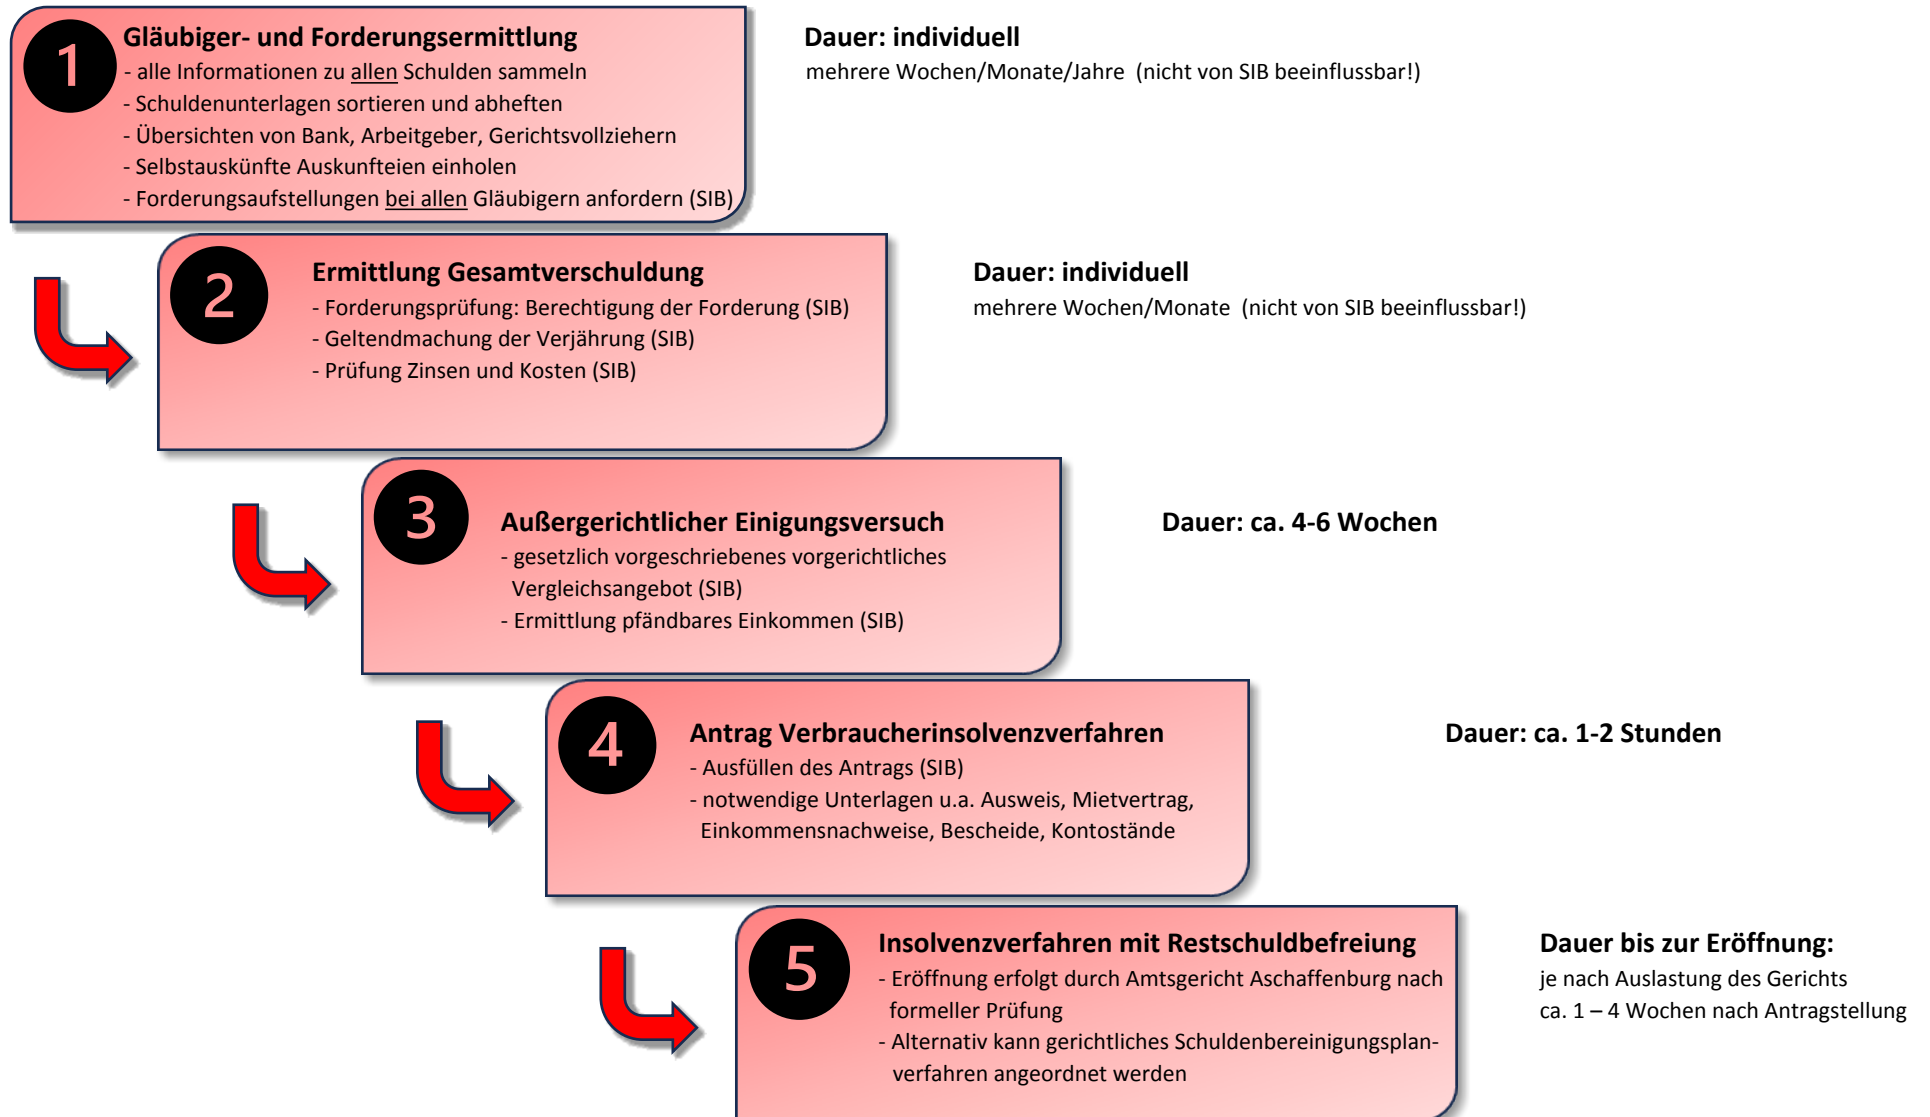 1
Gläubiger- und Forderungsermittlung
- alle Informationen zu allen Schulden sammeln
- Schuldenunterlagen sortieren und abheften
- Übersichten von Bank, Arbeitgeber, Gerichtsvollziehern
- Selbstauskünfte Auskunfteien einholen
- Forderungsaufstellungen bei allen Gläubigern anfordern (SIB)
Dauer: individuell
mehrere Wochen/Monate/Jahre (nicht von SIB beeinflussbar!)
2
Ermittlung Gesamtverschuldung
- Forderungsprüfung: Berechtigung der Forderung (SIB)
- Geltendmachung der Verjährung (SIB)
- Prüfung Zinsen und Kosten (SIB)
Dauer: individuell
mehrere Wochen/Monate (nicht von SIB beeinflussbar!)
3
Außergerichtlicher Einigungsversuch
- gesetzlich vorgeschriebenes vorgerichtliches
Vergleichsangebot (SIB)
- Ermittlung pfändbares Einkommen (SIB)
Dauer: ca. 4-6 Wochen
4
Antrag Verbraucherinsolvenzverfahren
- Ausfüllen des Antrags (SIB)
- notwendige Unterlagen u.a. Ausweis, Mietvertrag,
Einkommensnachweise, Bescheide, Kontostände
Dauer: ca. 1-2 Stunden
5
Insolvenzverfahren mit Restschuldbefreiung
- Eröffnung erfolgt durch Amtsgericht Aschaffenburg nach
formeller Prüfung
- Alternativ kann gerichtliches Schuldenbereinigungsplan-
verfahren angeordnet werden
Dauer bis zur Eröffnung:
je nach Auslastung des Gerichts
ca. 1 – 4 Wochen nach Antragstellung